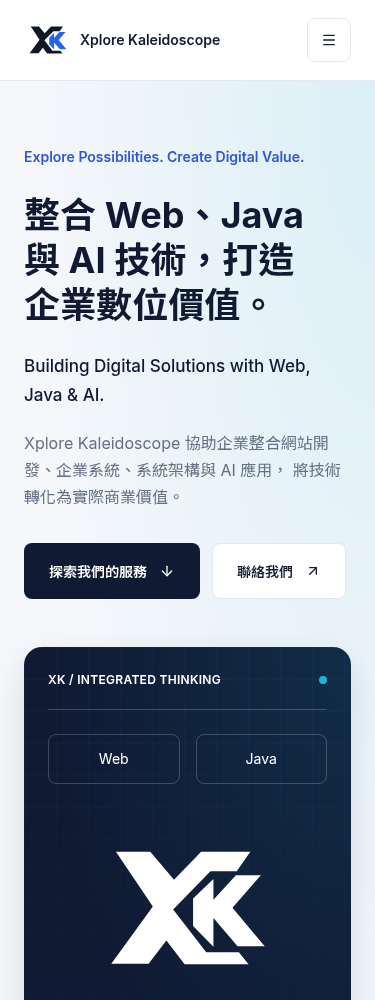 XK Xplore Kaleidoscope
Explore Possibilities. Create Digital Value.
整合 Web、Java
與 AI 技術，打造
企業數位價值。
Building Digital Solutions with Web,
Java & AI.
Xplore Kaleidoscope 協助企業整合網站開
發、企業系統、系統架構與 AI 應用， 將技術
轉化為實際商業價值。
探索我們的服務 ↓
聯絡我們 ↗
XK / INTEGRATED THINKING
Web
Java
XK